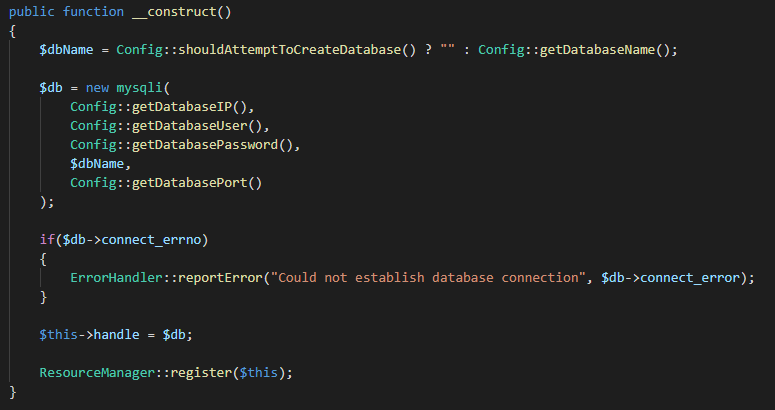 public function __construct()
{
    $dbName = Config::shouldAttemptToCreateDatabase() ? "" : Config::getDatabaseName();

    $db = new mysqli(
        Config::getDatabaseIP(),
        Config::getDatabaseUser(),
        Config::getDatabasePassword(),
        $dbName,
        Config::getDatabasePort()
    );

    if($db->connect_errno)
    {
        ErrorHandler::reportError("Could not establish database connection", $db->connect_error);
    }

    $this->handle = $db;

    ResourceManager::register($this);
}